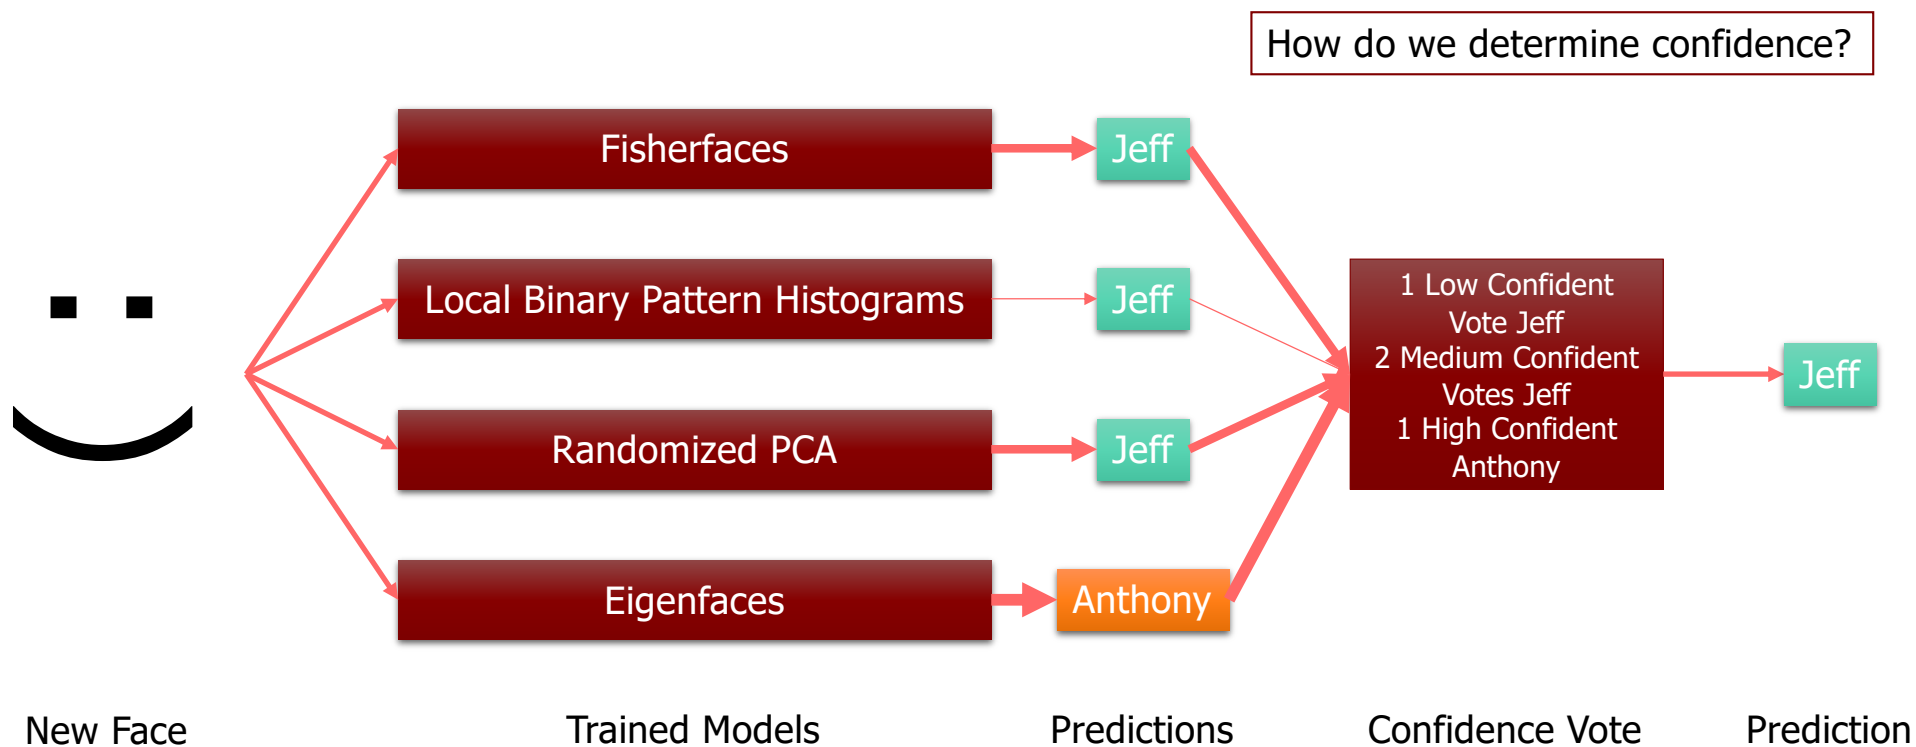 How do we determine confidence?
Fisherfaces
Jeff
Local Binary Pattern Histograms
Jeff
Randomized PCA
Jeff
Eigenfaces
Anthony
1 Low Confident
Vote Jeff
2 Medium Confident
Votes Jeff
1 High Confident
Anthony
Jeff
New Face
Trained Models
Predictions
Confidence Vote
Prediction